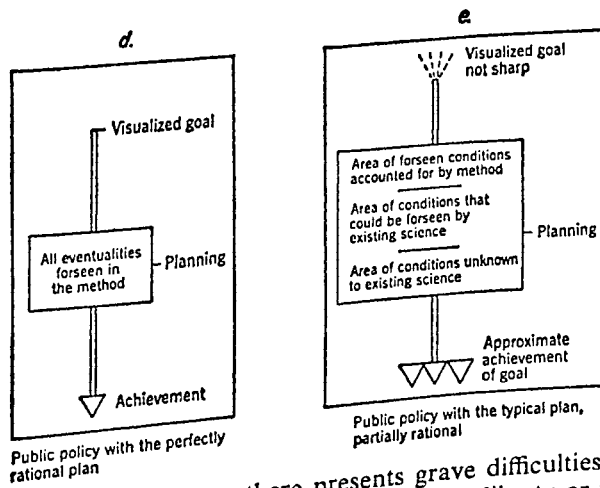 d.
Visualized goal
All eventualities
forseen in
the method
Planning
Achievement
Public policy with the perfectly
rational plan
e.
Visualized goal
not sharp
Area of forseen conditions
accounted for by method
Area of conditions that
could be forseen by
existing science
Area of conditions unknown
to existing science
Planning
Approximate
achievement
of goal
Public policy with the typical plan,
partially rational
presents grave difficulties